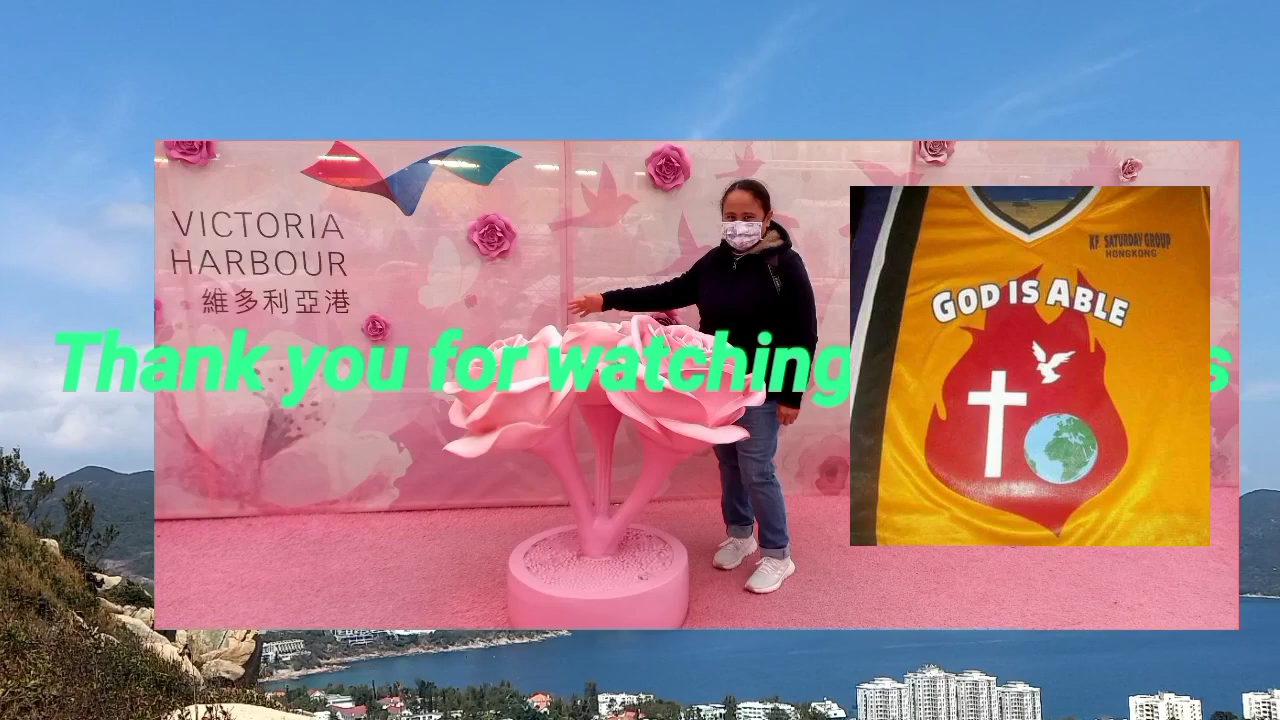 VICTORIA
HARBOUR
維多利亞港
KF SATURDAY GROUP
HONGKONG
GOD IS ABLE
Thank you for watching